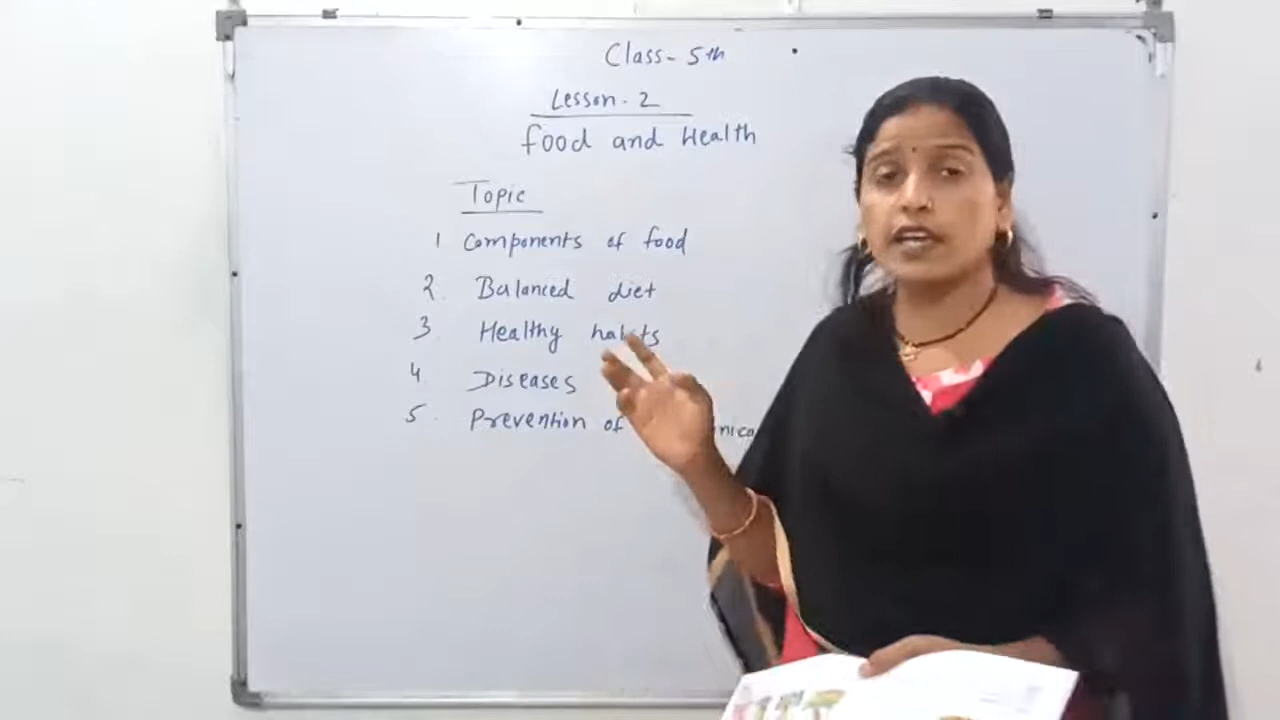 Class - 5th
Lesson - 2
Food and Health
Topic
1 Components of food
2. Balanced diet
3 Healthy habits
4 Diseases
5. Prevention of